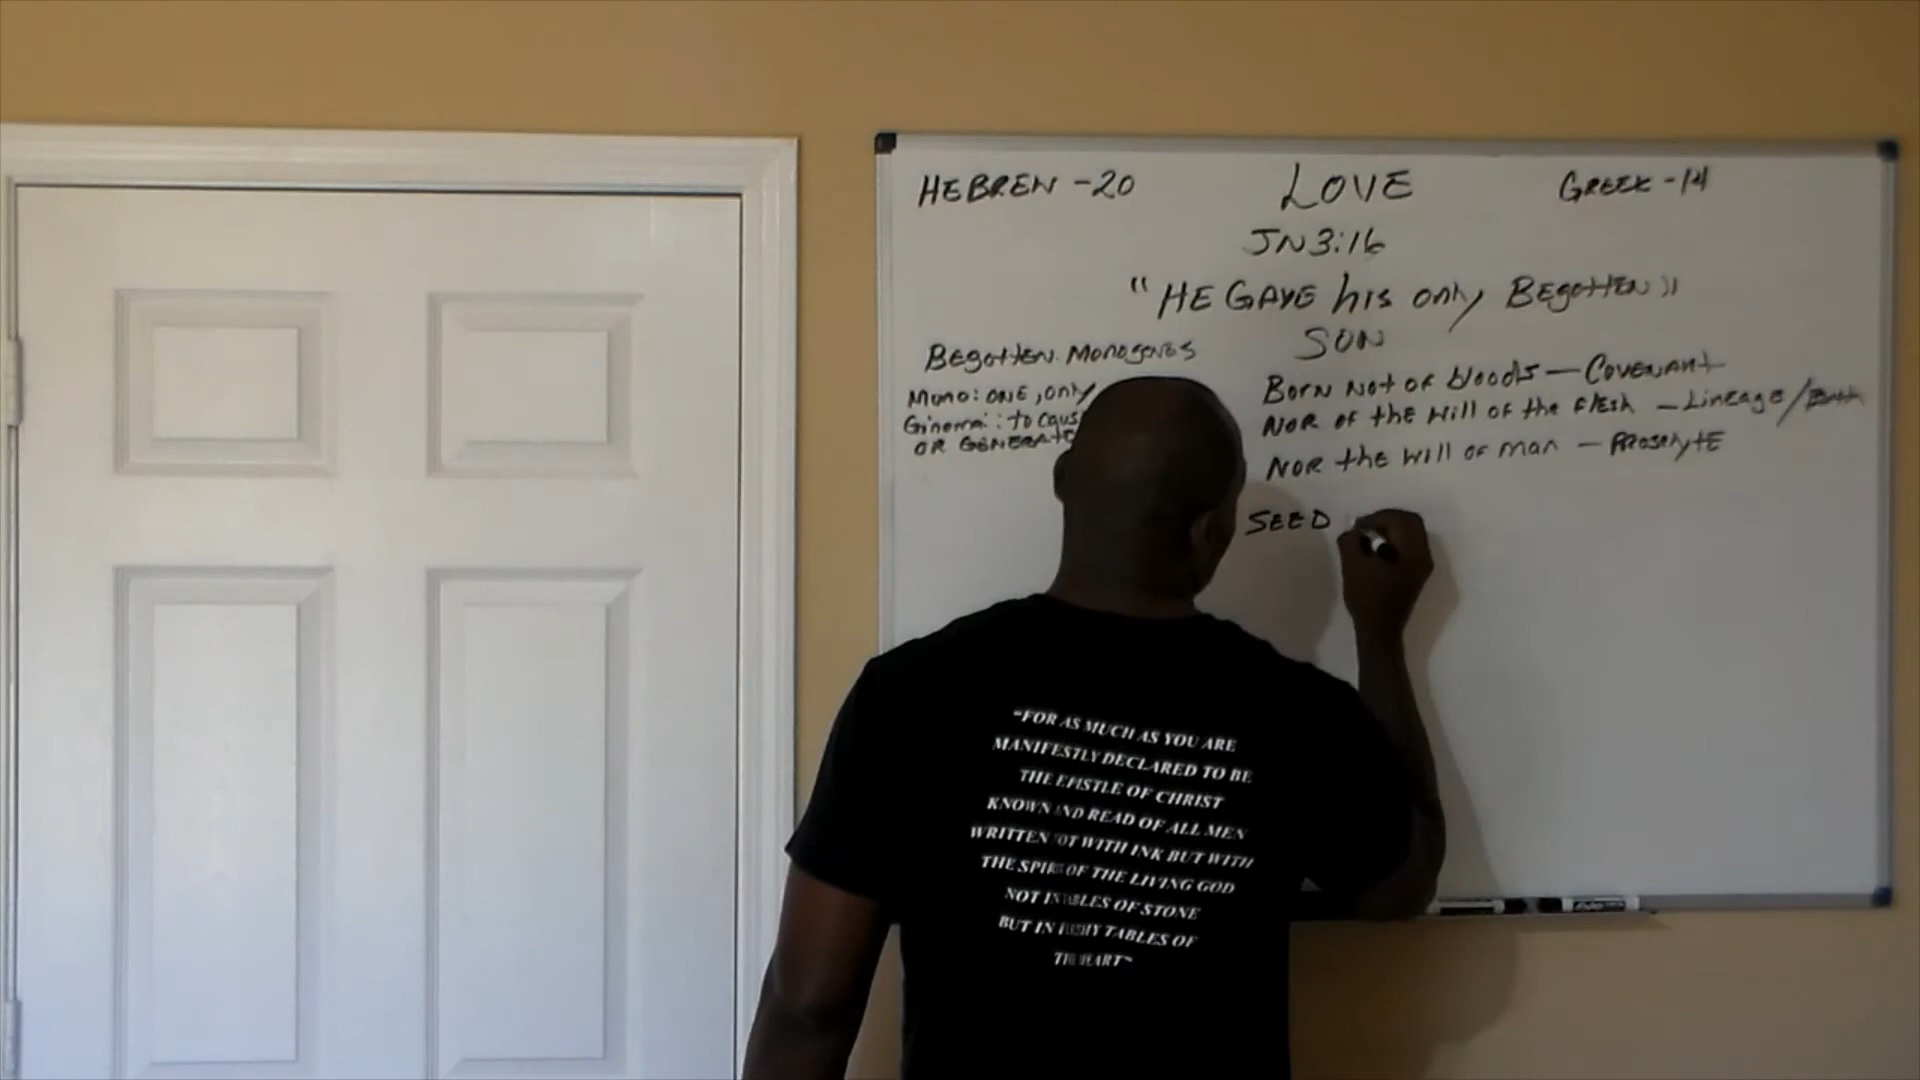 HEBREW -20
LOVE
GREEK -14
JN 3:16
"HE GAVE his only BEGOTTEN"
SON
Begotten. Monogenes
Mono: ONE, only
Ginomai: to caus
OR GENERATE
Born Not of bloods — Covenant
NOR of the will of the flesh — Lineage/Birth
NOR the will of man — Proselyte
SEED
"FOR AS MUCH AS YOU ARE
MANIFESTLY DECLARED TO BE
THE EPISTLE OF CHRIST
KNOWN AND READ OF ALL MEN
WRITTEN NOT WITH INK BUT WITH
THE SPIRIT OF THE LIVING GOD
NOT IN TABLES OF STONE
BUT IN FLESHY TABLES OF
THE HEART"